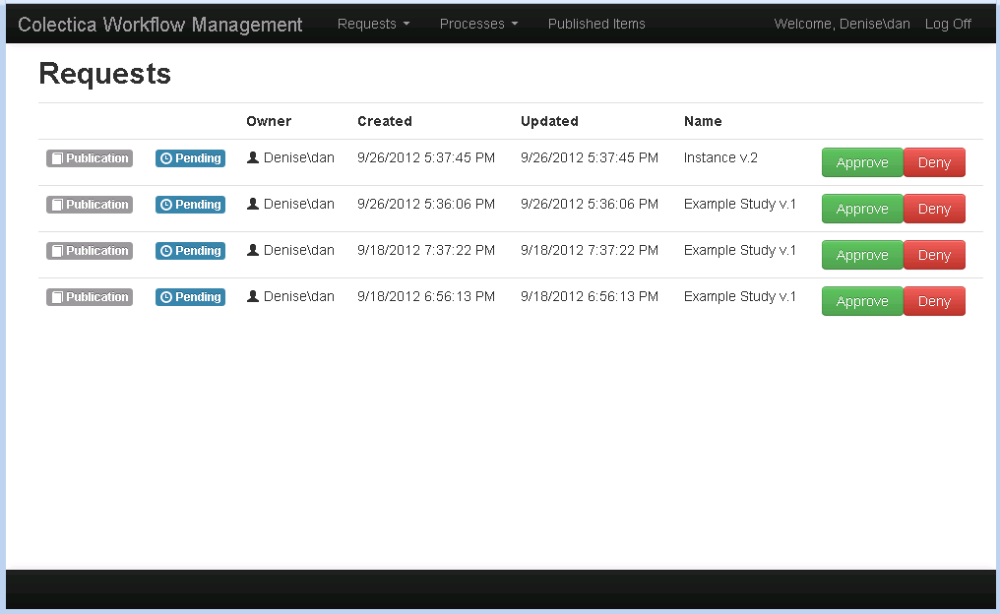 Colectica Workflow Management Requests Processes Published Items Welcome, Denise\dan Log Off
Requests
Owner Created Updated Name
Publication Pending Denise\dan 9/26/2012 5:37:45 PM 9/26/2012 5:37:45 PM Instance v.2 Approve Deny
Publication Pending Denise\dan 9/26/2012 5:36:06 PM 9/26/2012 5:36:06 PM Example Study v.1 Approve Deny
Publication Pending Denise\dan 9/18/2012 7:37:22 PM 9/18/2012 7:37:22 PM Example Study v.1 Approve Deny
Publication Pending Denise\dan 9/18/2012 6:56:13 PM 9/18/2012 6:56:13 PM Example Study v.1 Approve Deny